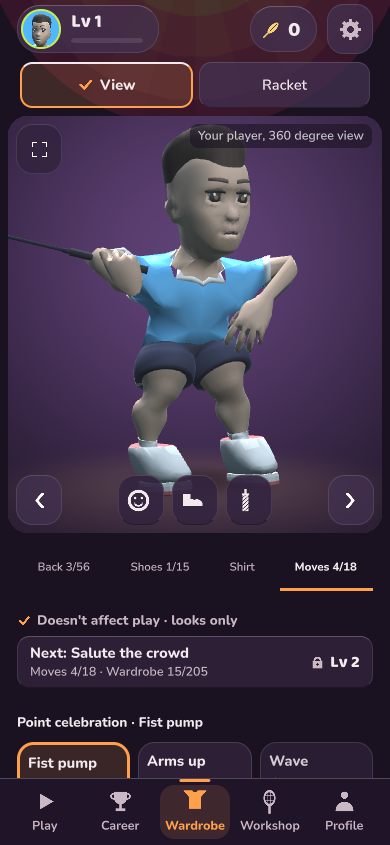 Lv 1
0
View
Racket
Your player, 360 degree view
Back 3/56
Shoes 1/15
Shirt
Moves 4/18
Doesn't affect play · looks only
Next: Salute the crowd
Moves 4/18 · Wardrobe 15/205
Lv 2
Point celebration · Fist pump
Fist pump
Arms up
Wave
Play
Career
Wardrobe
Workshop
Profile